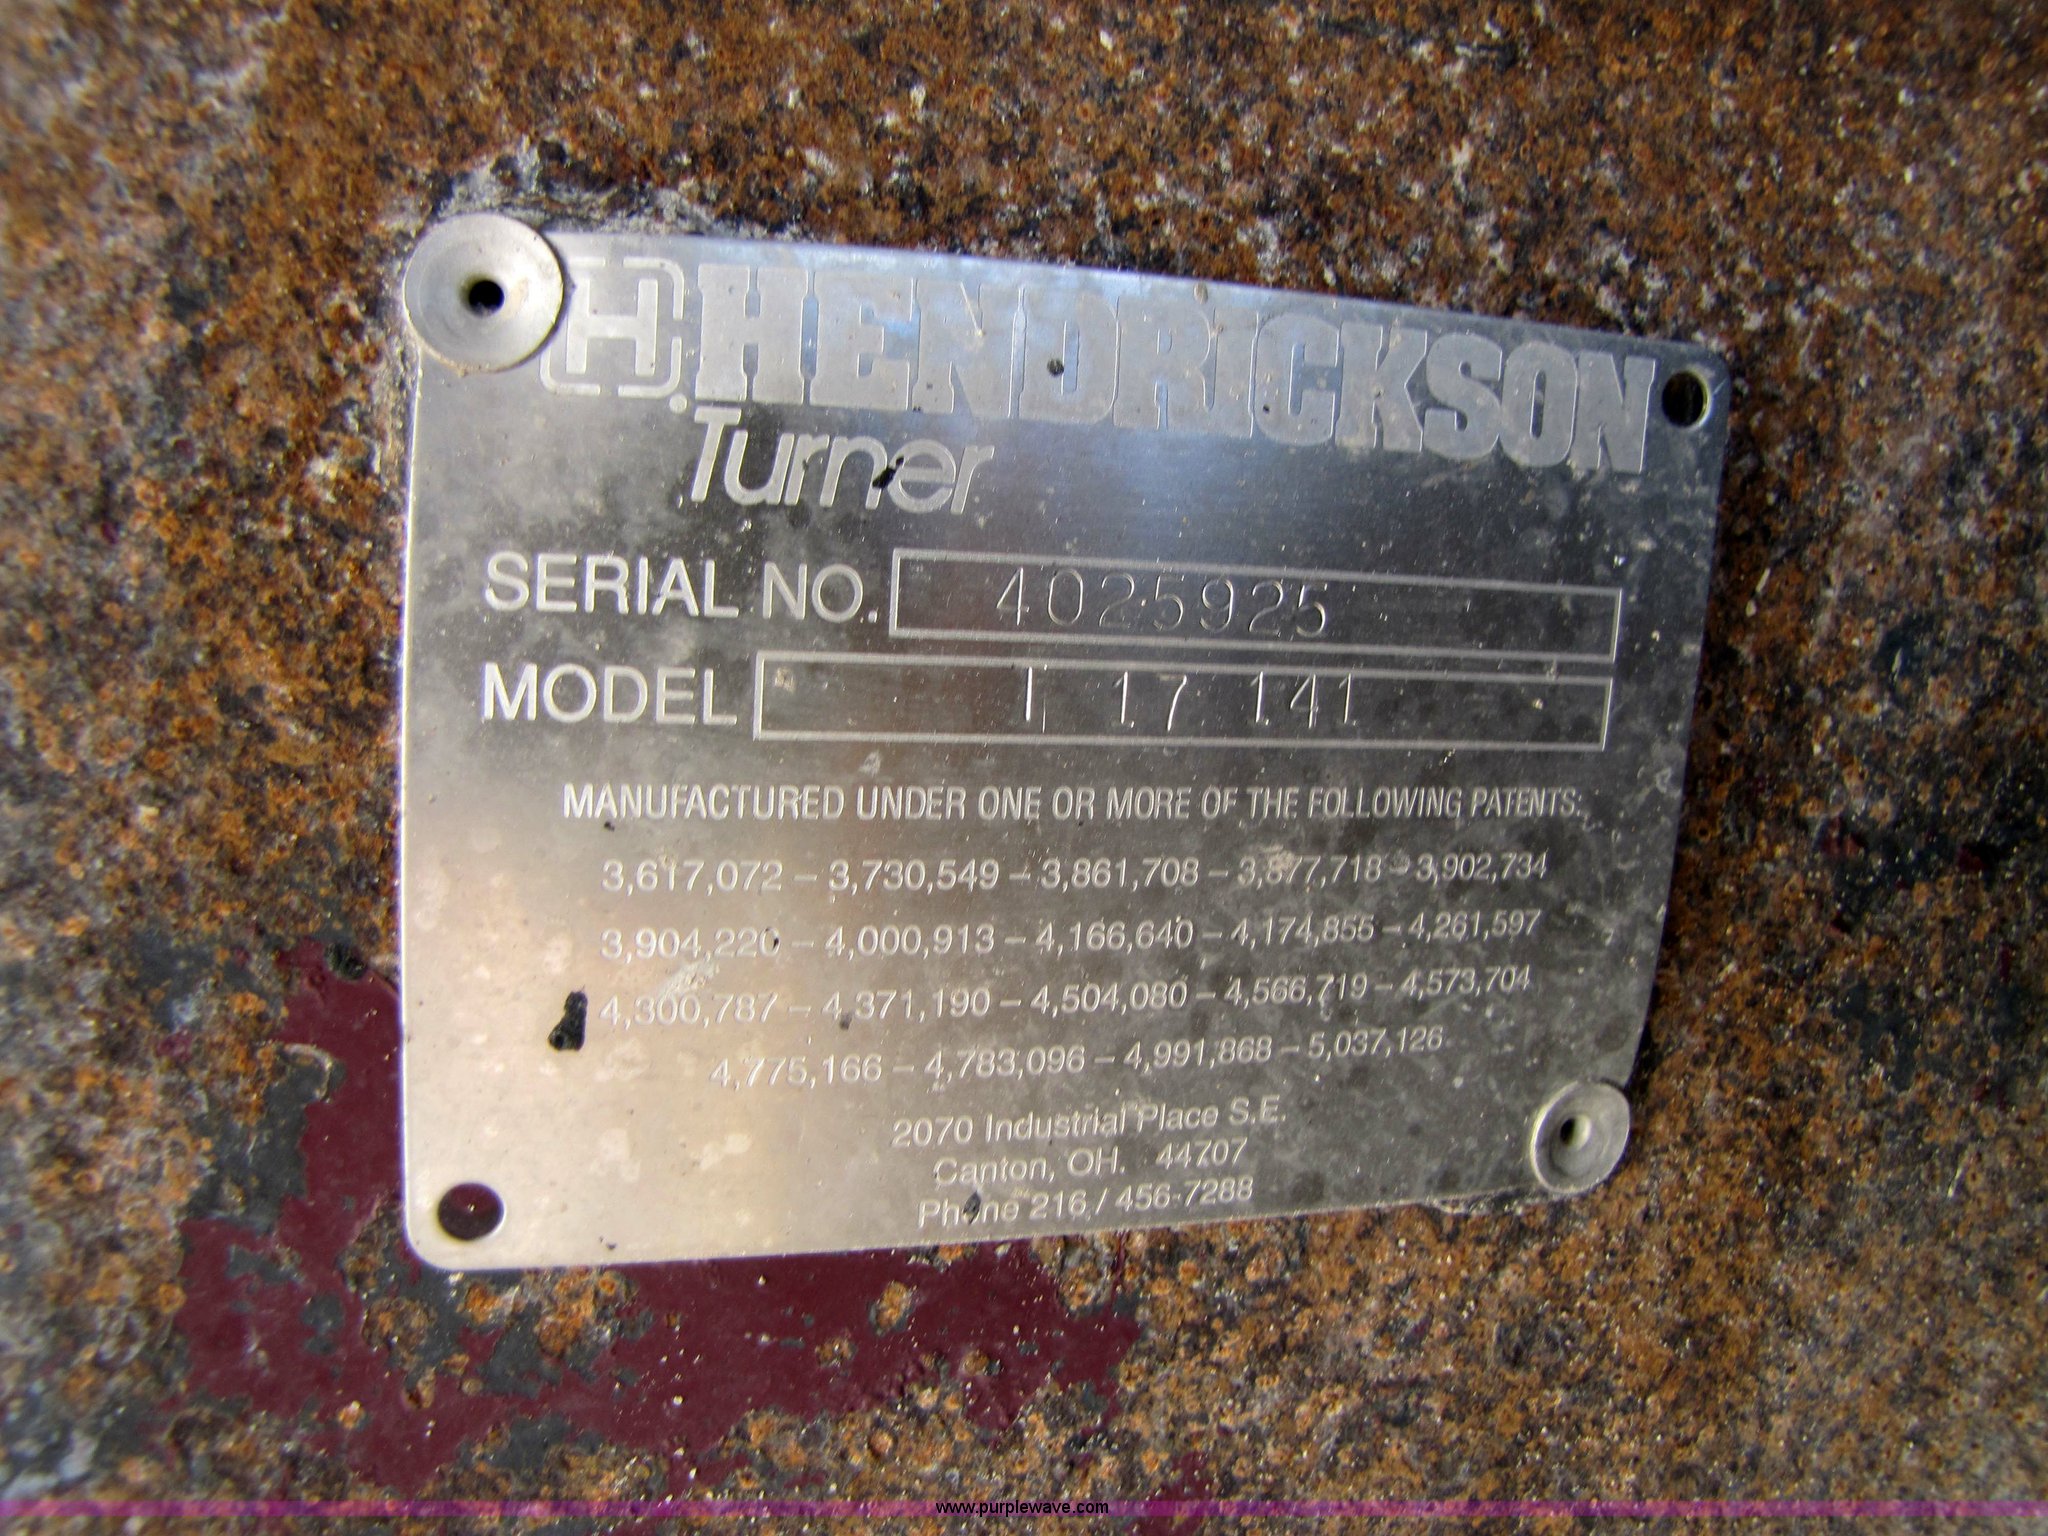 H HENDRICKSON
Turner
SERIAL NO. 4025925
MODEL 17 141
MANUFACTURED UNDER ONE OR MORE OF THE FOLLOWING PATENTS:
3,617,072 – 3,730,549 – 3,861,708 – 3,877,718 – 3,902,734
3,904,220 – 4,000,913 – 4,166,640 – 4,174,855 – 4,261,597
4,300,787 – 4,371,190 – 4,504,080 – 4,566,719 – 4,573,704
4,775,166 – 4,783,096 – 4,991,868 – 5,037,126
2070 Industrial Place S.E.
Canton, OH. 44707
Phone 216 / 456-7288
www.purplewave.com